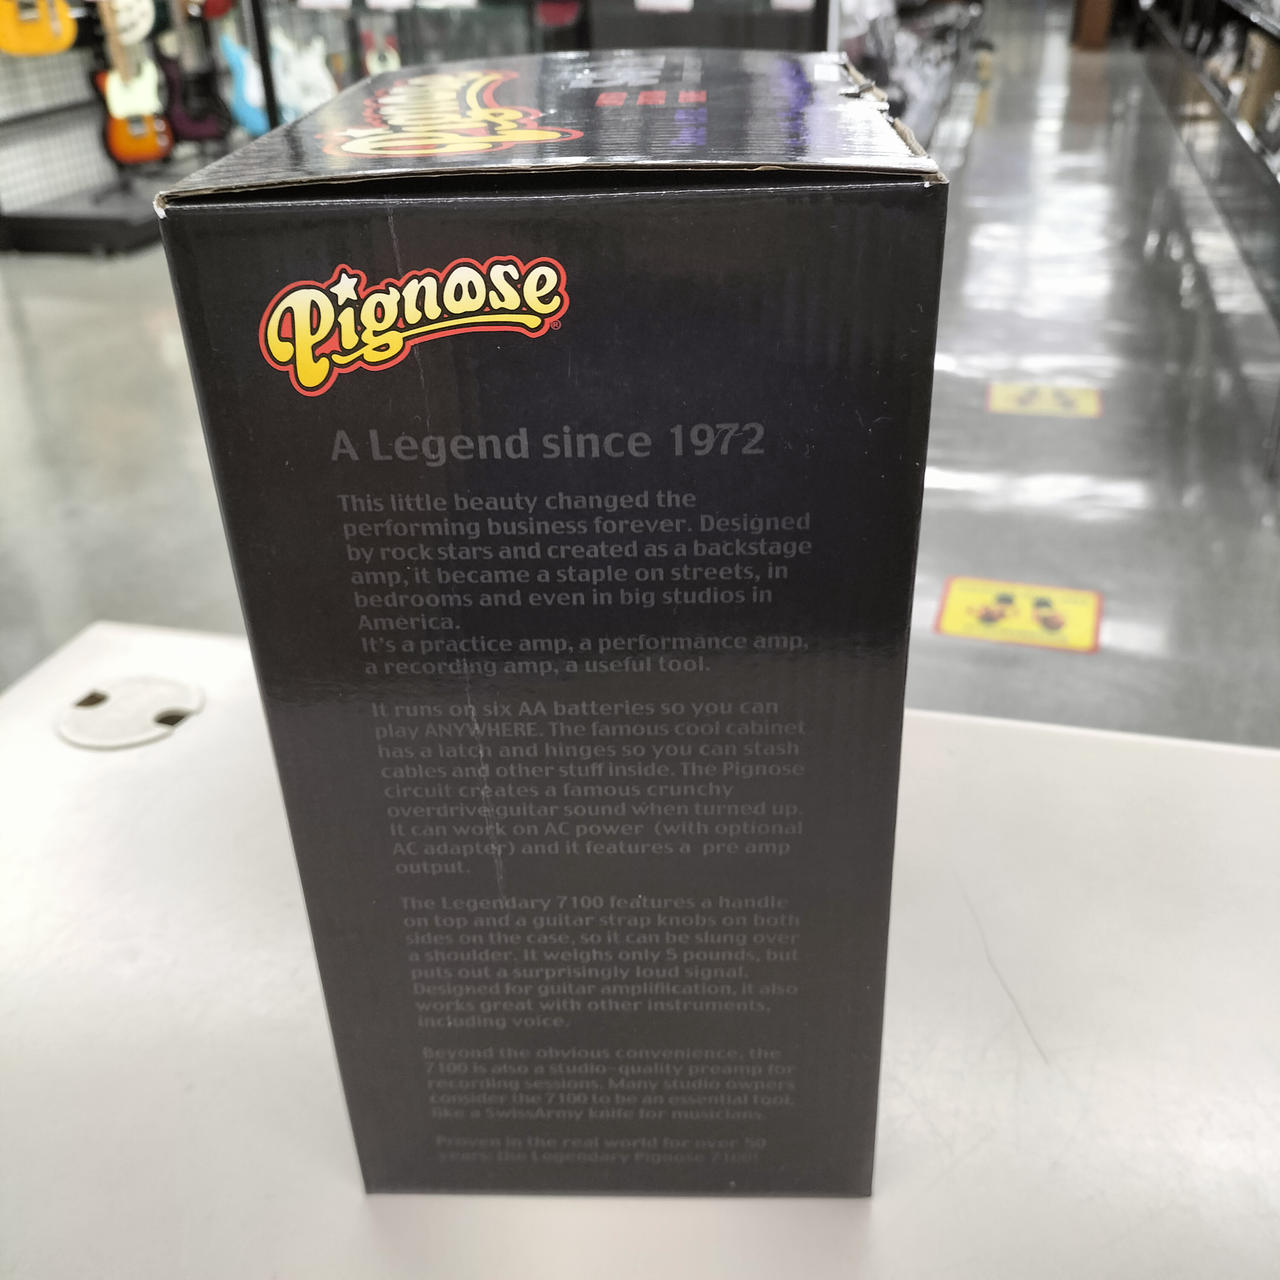 Pignose
Pignose®
A Legend since 1972
This little beauty changed the
performing business forever. Designed
by rock stars and created as a backstage
amp, it became a staple on streets, in
bedrooms and even in big studios in
America.
It's a practice amp, a performance amp,
a recording amp, a useful tool.
It runs on six AA batteries so you can
play ANYWHERE. The famous cool cabinet
has a latch and hinges so you can stash
cables and other stuff inside. The Pignose
circuit creates a famous crunchy
overdrive guitar sound when turned up.
It can work on AC power (with optional
AC adapter) and it features a pre amp
output.
The Legendary 7100 features a handle
on top and a guitar strap knobs on both
sides on the case, so it can be slung over
a shoulder. It weighs only 5 pounds, but
puts out a surprisingly loud signal.
Designed for guitar amplifiication, it also
works great with other instruments,
including voice.
Beyond the obvious convenience, the
7100 is also a studio-quality preamp for
recording sessions. Many studio owners
consider the 7100 to be an essential tool,
like a SwissArmy knife for musicians.
Proven in the real world for over 50
years: the Legendary Pignose 7100!